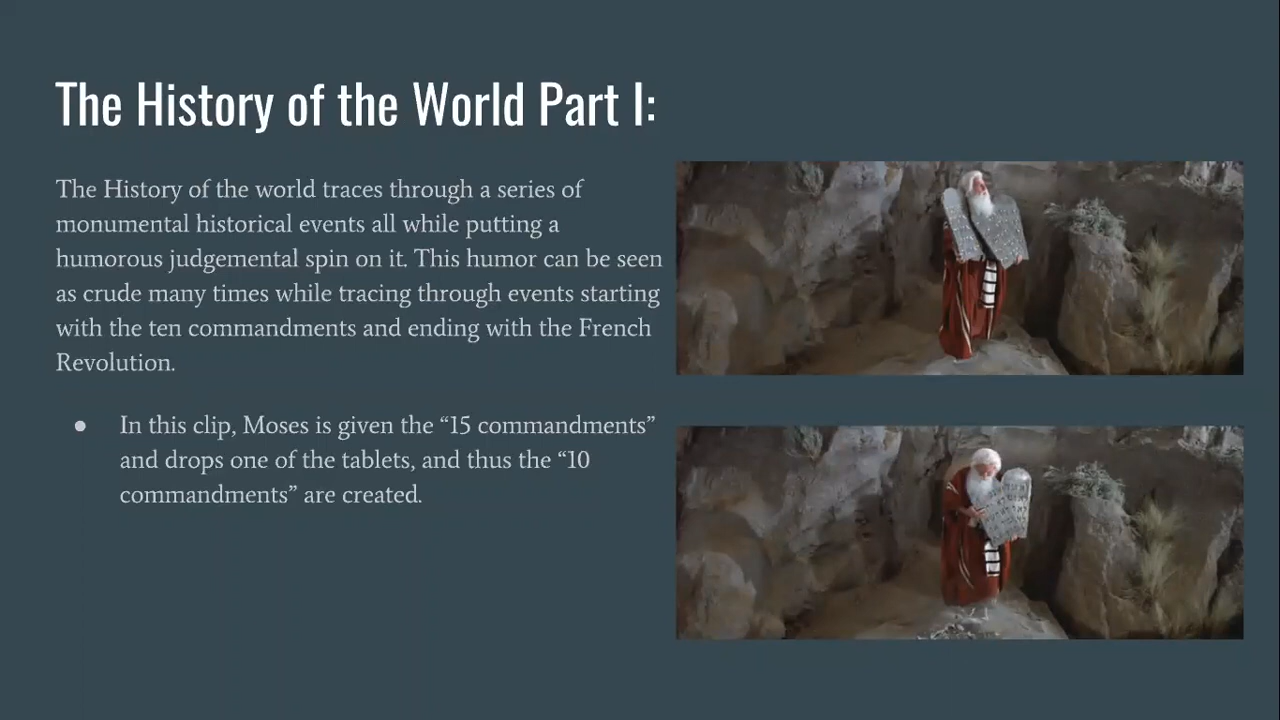 The History of the World Part I:
The History of the world traces through a series of
monumental historical events all while putting a
humorous judgemental spin on it. This humor can be seen
as crude many times while tracing through events starting
with the ten commandments and ending with the French
Revolution.
● In this clip, Moses is given the “15 commandments”
and drops one of the tablets, and thus the “10
commandments” are created.